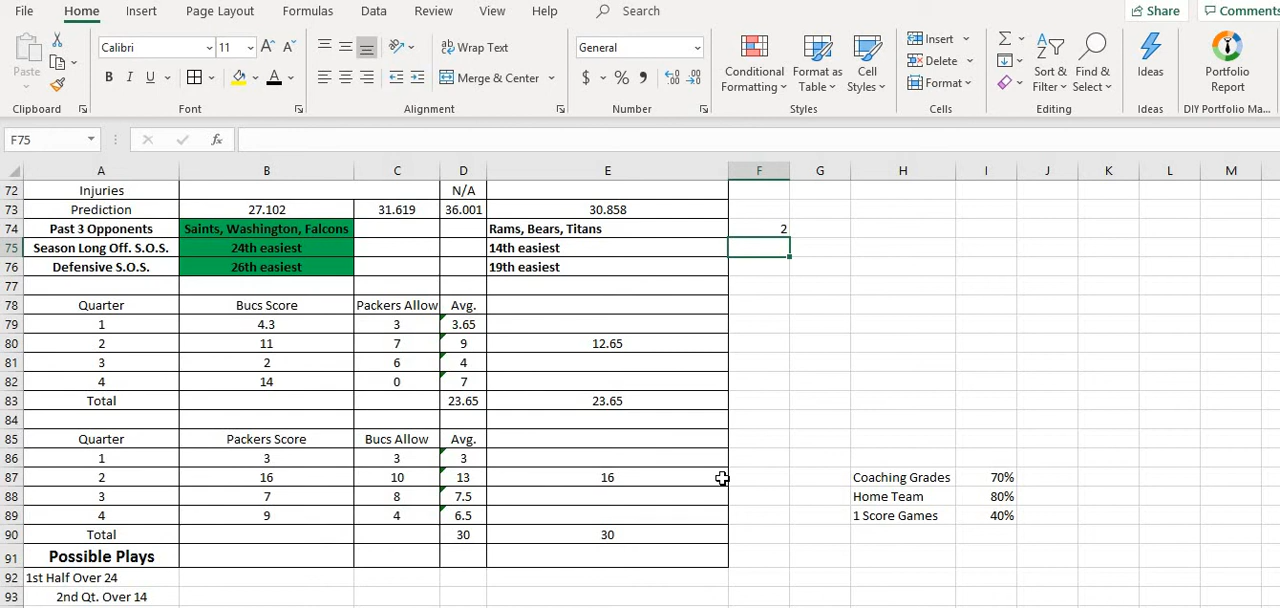 File Home Insert Page Layout Formulas Data Review View Help Search Share Comments
Calibri 11 A A Wrap Text General Insert Σ
Paste B I U A Merge & Center $ % Conditional Formatting Format as Table Cell Styles Delete Format Sort & Filter Find & Select Ideas Portfolio Report
Clipboard Font Alignment Number Styles Cells Editing Ideas DIY Portfolio Ma...
F75 fx
A B C D E F G H I J K L M
72 Injuries N/A
73 Prediction 27.102 31.619 36.001 30.858
74 Past 3 Opponents Saints, Washington, Falcons Rams, Bears, Titans 2
75 Season Long Off. S.O.S. 24th easiest 14th easiest
76 Defensive S.O.S. 26th easiest 19th easiest
77
78 Quarter Bucs Score Packers Allow Avg.
79 1 4.3 3 3.65
80 2 11 7 9 12.65
81 3 2 6 4
82 4 14 0 7
83 Total 23.65 23.65
84
85 Quarter Packers Score Bucs Allow Avg.
86 1 3 3 3
87 2 16 10 13 16 Coaching Grades 70%
88 3 7 8 7.5 Home Team 80%
89 4 9 4 6.5 1 Score Games 40%
90 Total 30 30
91 Possible Plays
92 1st Half Over 24
93 2nd Qt. Over 14